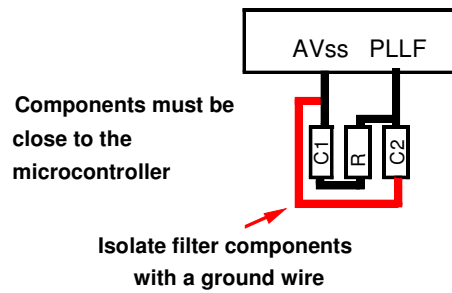 AVss PLLF
Components must be
close to the
microcontroller
C1
R
C2
Isolate filter components
with a ground wire